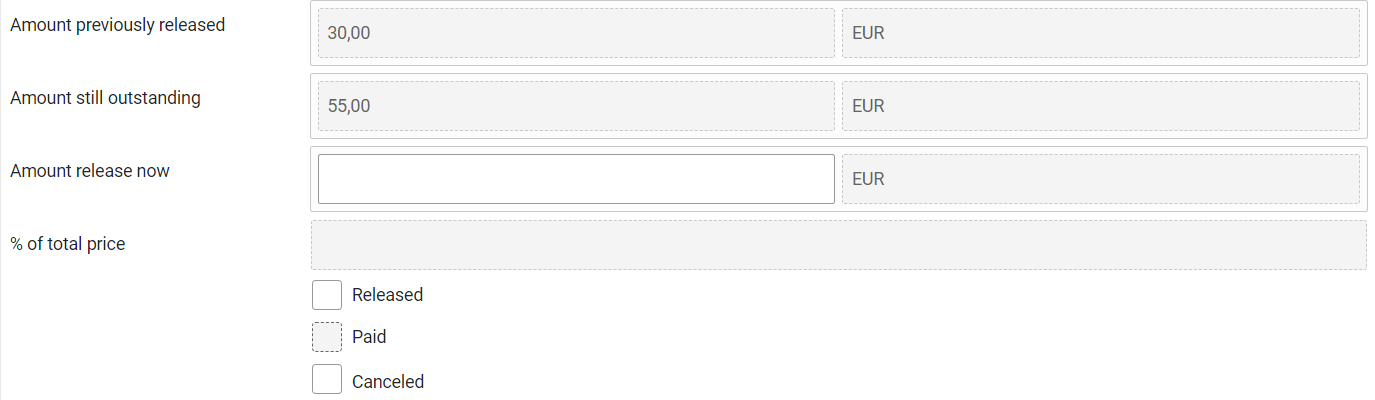 Amount previously released 30,00 EUR
Amount still outstanding 55,00 EUR
Amount release now EUR
% of total price
Released
Paid
Canceled